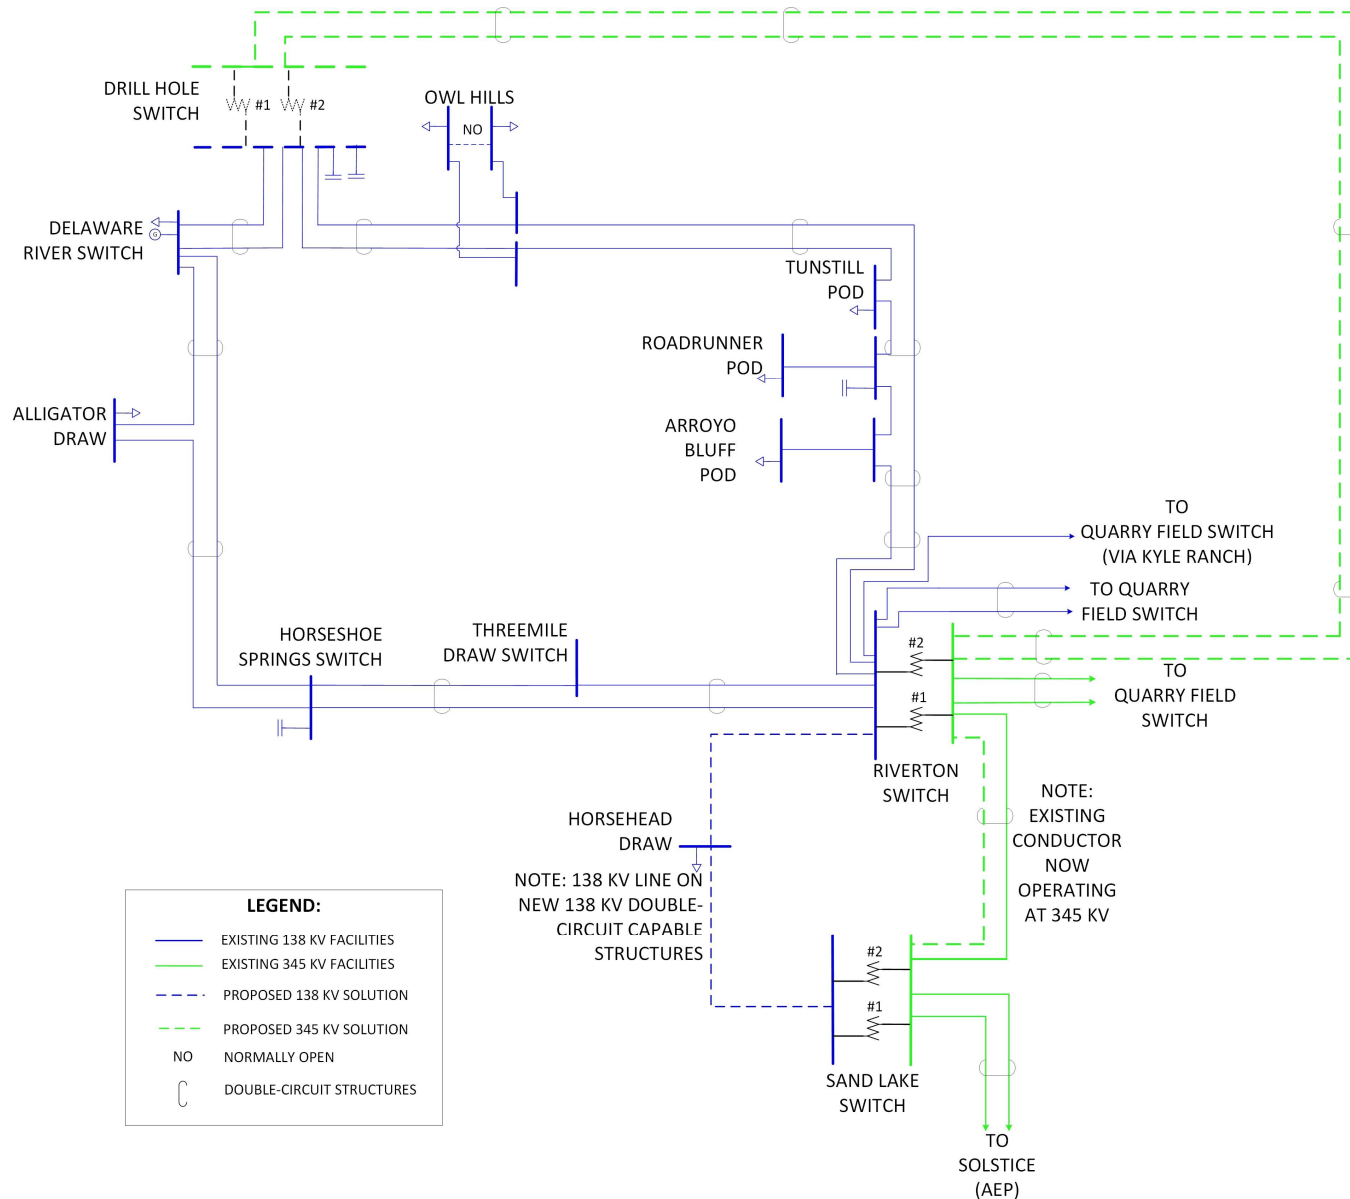 DRILL HOLE
SWITCH
#1
#2
OWL HILLS
NO
DELAWARE
RIVER SWITCH
G
TUNSTILL
POD
ROADRUNNER
POD
ALLIGATOR
DRAW
ARROYO
BLUFF
POD
TO
QUARRY FIELD SWITCH
(VIA KYLE RANCH)
TO QUARRY
FIELD SWITCH
HORSESHOE
SPRINGS SWITCH
THREEMILE
DRAW SWITCH
#2
#1
TO
QUARRY FIELD
SWITCH
RIVERTON
SWITCH
NOTE:
EXISTING
CONDUCTOR
NOW
OPERATING
AT 345 KV
HORSEHEAD
DRAW
NOTE: 138 KV LINE ON
NEW 138 KV DOUBLE-
CIRCUIT CAPABLE
STRUCTURES
#2
#1
SAND LAKE
SWITCH
TO
SOLSTICE
(AEP)
LEGEND:
EXISTING 138 KV FACILITIES
EXISTING 345 KV FACILITIES
PROPOSED 138 KV SOLUTION
PROPOSED 345 KV SOLUTION
NO NORMALLY OPEN
DOUBLE-CIRCUIT STRUCTURES